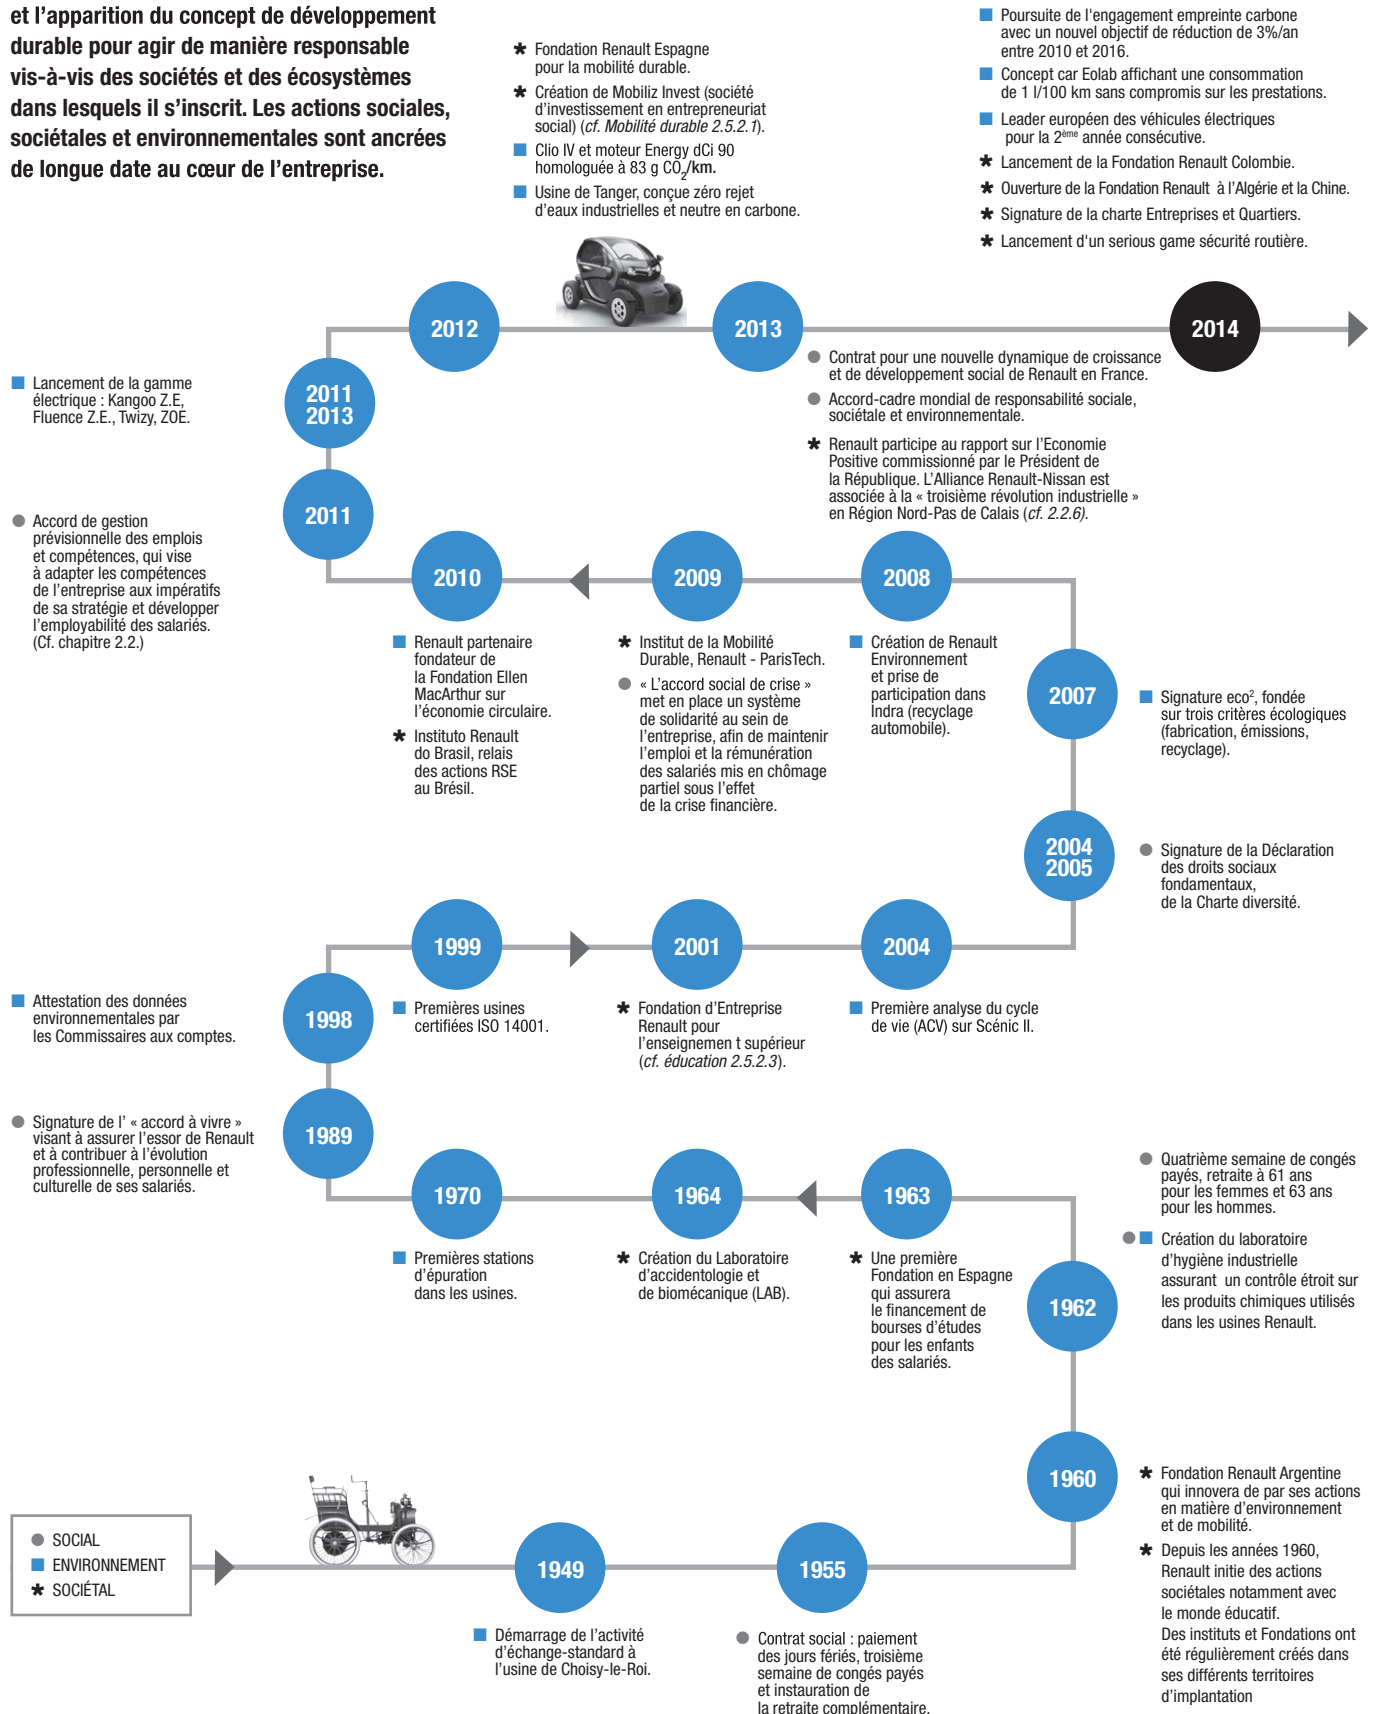 et l'apparition du concept de développement
durable pour agir de manière responsable
vis-à-vis des sociétés et des écosystèmes
dans lesquels il s'inscrit. Les actions sociales,
sociétales et environnementales sont ancrées
de longue date au cœur de l'entreprise.
✱ Fondation Renault Espagne
pour la mobilité durable.
✱ Création de Mobiliz Invest (société
d'investissement en entrepreneuriat
social) (cf. Mobilité durable 2.5.2.1).
■ Clio IV et moteur Energy dCi 90
homologuée à 83 g CO₂/km.
■ Usine de Tanger, conçue zéro rejet
d'eaux industrielles et neutre en carbone.
■ Poursuite de l'engagement empreinte carbone
avec un nouvel objectif de réduction de 3%/an
entre 2010 et 2016.
■ Concept car Eolab affichant une consommation
de 1 l/100 km sans compromis sur les prestations.
■ Leader européen des véhicules électriques
pour la 2ème année consécutive.
✱ Lancement de la Fondation Renault Colombie.
✱ Ouverture de la Fondation Renault à l'Algérie et la Chine.
✱ Signature de la charte Entreprises et Quartiers.
✱ Lancement d'un serious game sécurité routière.
2012
2013
2014
● Contrat pour une nouvelle dynamique de croissance
et de développement social de Renault en France.
● Accord-cadre mondial de responsabilité sociale,
sociétale et environnementale.
✱ Renault participe au rapport sur l'Economie
Positive commissionné par le Président de
la République. L'Alliance Renault-Nissan est
associée à la « troisième révolution industrielle »
en Région Nord-Pas de Calais (cf. 2.2.6).
2011
2013
■ Lancement de la gamme
électrique : Kangoo Z.E,
Fluence Z.E., Twizy, ZOE.
2011
● Accord de gestion
prévisionnelle des emplois
et compétences, qui vise
à adapter les compétences
de l'entreprise aux impératifs
de sa stratégie et développer
l'employabilité des salariés.
(Cf. chapitre 2.2.)
2010
2009
2008
■ Renault partenaire
fondateur de
la Fondation Ellen
MacArthur sur
l'économie circulaire.
✱ Instituto Renault
do Brasil, relais
des actions RSE
au Brésil.
✱ Institut de la Mobilité
Durable, Renault - ParisTech.
● « L'accord social de crise »
met en place un système
de solidarité au sein de
l'entreprise, afin de maintenir
l'emploi et la rémunération
des salariés mis en chômage
partiel sous l'effet
de la crise financière.
■ Création de Renault
Environnement
et prise de
participation dans
Indra (recyclage
automobile).
2007
■ Signature eco², fondée
sur trois critères écologiques
(fabrication, émissions,
recyclage).
2004
2005
● Signature de la Déclaration
des droits sociaux
fondamentaux,
de la Charte diversité.
1999
2001
2004
■ Premières usines
certifiées ISO 14001.
✱ Fondation d'Entreprise
Renault pour
l'enseignemen t supérieur
(cf. éducation 2.5.2.3).
■ Première analyse du cycle
de vie (ACV) sur Scénic II.
1998
■ Attestation des données
environnementales par
les Commissaires aux comptes.
1989
● Signature de l' « accord à vivre »
visant à assurer l'essor de Renault
et à contribuer à l'évolution
professionnelle, personnelle et
culturelle de ses salariés.
1970
1964
1963
■ Premières stations
d'épuration
dans les usines.
✱ Création du Laboratoire
d'accidentologie et
de biomécanique (LAB).
✱ Une première
Fondation en Espagne
qui assurera
le financement de
bourses d'études
pour les enfants
des salariés.
1962
● Quatrième semaine de congés
payés, retraite à 61 ans
pour les femmes et 63 ans
pour les hommes.
● ■ Création du laboratoire
d'hygiène industrielle
assurant un contrôle étroit sur
les produits chimiques utilisés
dans les usines Renault.
1960
✱ Fondation Renault Argentine
qui innovera de par ses actions
en matière d'environnement
et de mobilité.
✱ Depuis les années 1960,
Renault initie des actions
sociétales notamment avec
le monde éducatif.
Des instituts et Fondations ont
été régulièrement créés dans
ses différents territoires
d'implantation
● SOCIAL
■ ENVIRONNEMENT
✱ SOCIÉTAL
1949
1955
■ Démarrage de l'activité
d'échange-standard à
l'usine de Choisy-le-Roi.
● Contrat social : paiement
des jours fériés, troisième
semaine de congés payés
et instauration de
la retraite complémentaire.